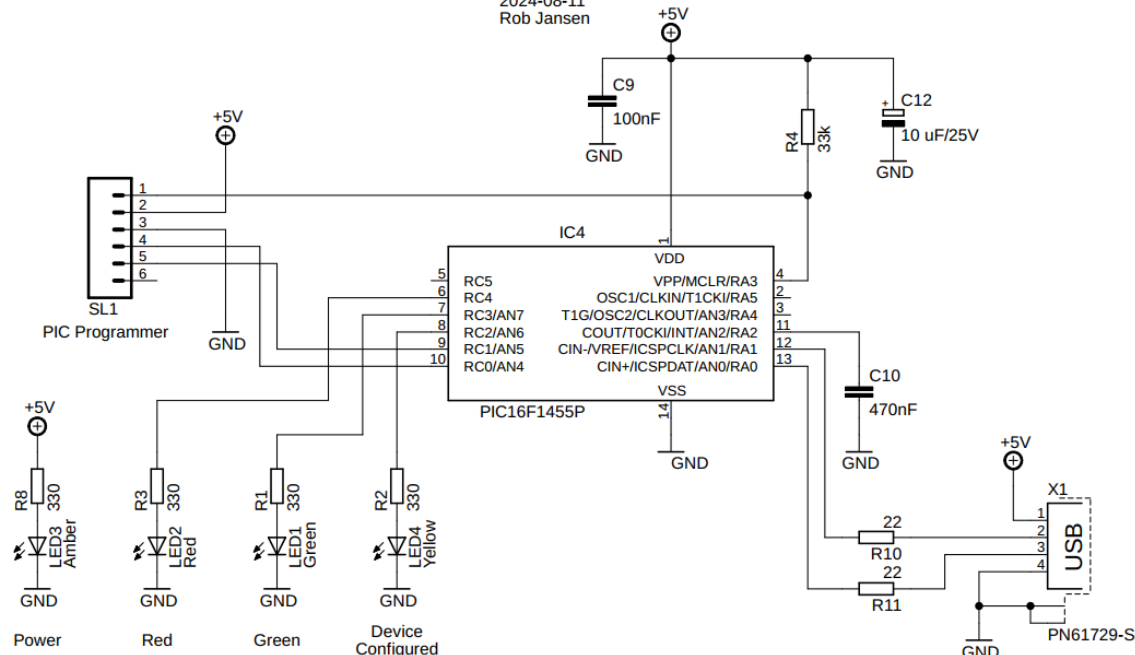 2024-08-11
Rob Jansen
+5V
C9
100nF
GND
R4
33k
+
C12
10 uF/25V
GND
+5V
1
2
3
4
5
6
SL1
PIC Programmer
GND
IC4
1
VDD
5
RC5
6
RC4
7
RC3/AN7
8
RC2/AN6
9
RC1/AN5
10
RC0/AN4
VPP/MCLR/RA3
4
OSC1/CLKIN/T1CKI/RA5
2
T1G/OSC2/CLKOUT/AN3/RA4
3
COUT/T0CKI/INT/AN2/RA2
11
CIN-/VREF/ICSPCLK/AN1/RA1
12
CIN+/ICSPDAT/AN0/RA0
13
VSS
14
PIC16F1455P
GND
C10
470nF
GND
+5V
R8
330
LED3
Amber
GND
Power
R3
330
LED2
Red
GND
Red
R1
330
LED1
Green
GND
Green
R2
330
LED4
Yellow
GND
Device
Configured
+5V
X1
1
2
3
4
USB
22
R10
22
R11
PN61729-S
GND